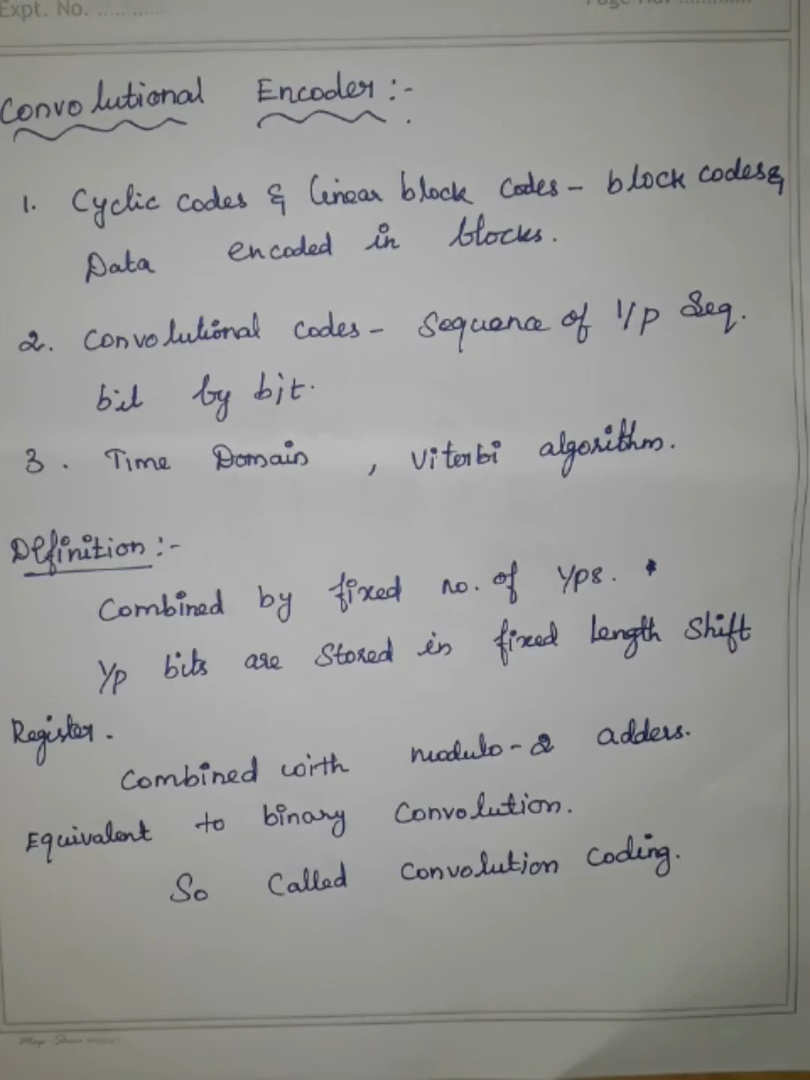 Expt. No. ............
Page No. ............
Convolutional Encoder :-
1. Cyclic codes & linear block codes - block codes &
Data encoded in blocks.
2. Convolutional codes - Sequence of I/p Seq.
bit by bit.
3. Time Domain , Viterbi algorithm.
Definition :-
Combined by fixed no. of I/ps.
I/p bits are stored in fixed length shift
Register.
Combined with modulo-2 adders.
Equivalent to binary convolution.
So called convolution coding.